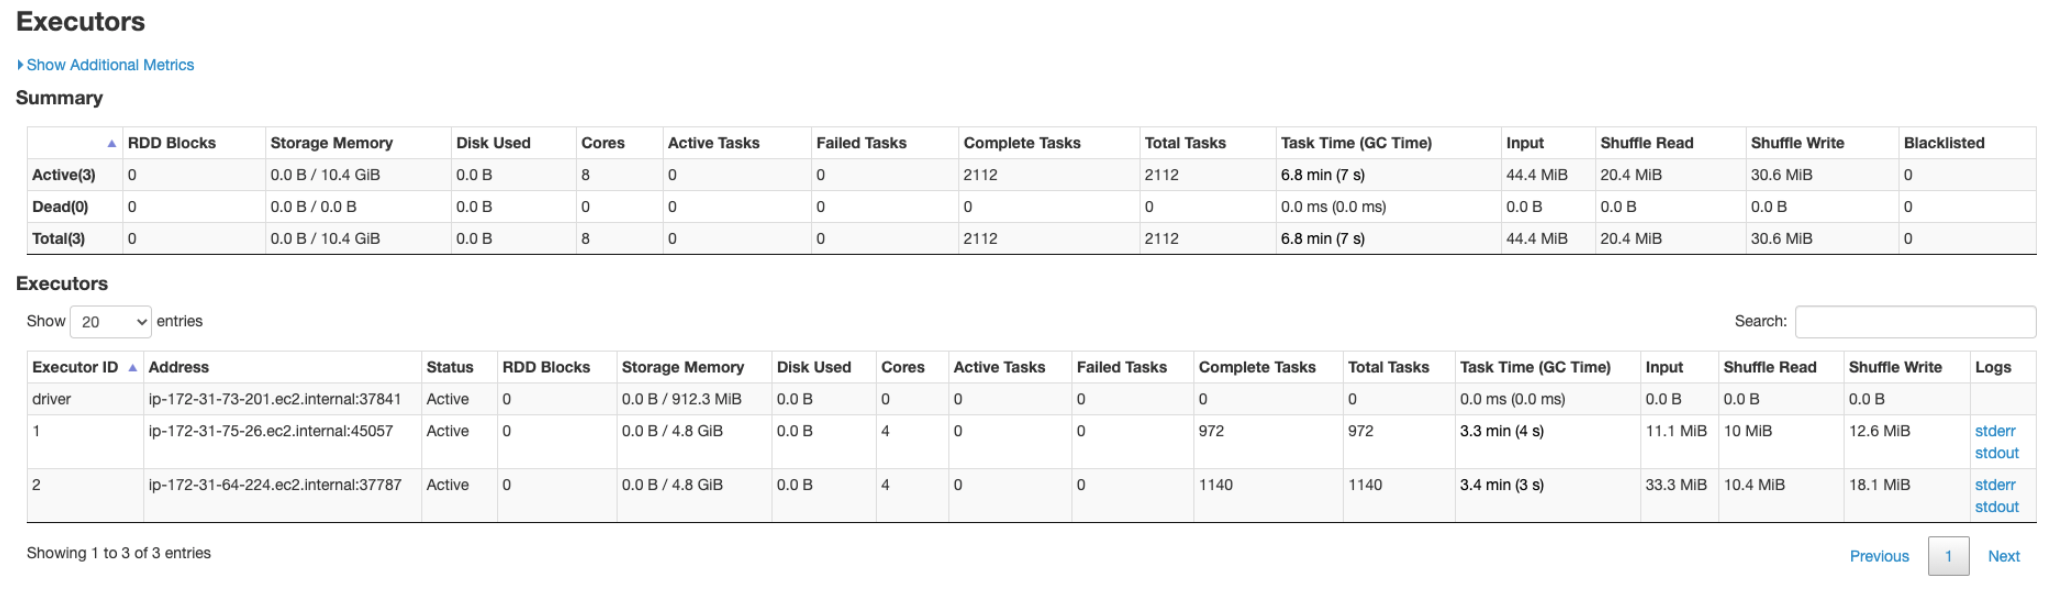 Executors
Show Additional Metrics
Summary
RDD Blocks Storage Memory Disk Used Cores Active Tasks Failed Tasks Complete Tasks Total Tasks Task Time (GC Time) Input Shuffle Read Shuffle Write Blacklisted
Active(3) 0 0.0 B / 10.4 GiB 0.0 B 8 0 0 2112 2112 6.8 min (7 s) 44.4 MiB 20.4 MiB 30.6 MiB 0
Dead(0) 0 0.0 B / 0.0 B 0.0 B 0 0 0 0 0 0.0 ms (0.0 ms) 0.0 B 0.0 B 0.0 B 0
Total(3) 0 0.0 B / 10.4 GiB 0.0 B 8 0 0 2112 2112 6.8 min (7 s) 44.4 MiB 20.4 MiB 30.6 MiB 0
Executors
Show 20 entries Search:
Executor ID Address Status RDD Blocks Storage Memory Disk Used Cores Active Tasks Failed Tasks Complete Tasks Total Tasks Task Time (GC Time) Input Shuffle Read Shuffle Write Logs
driver ip-172-31-73-201.ec2.internal:37841 Active 0 0.0 B / 912.3 MiB 0.0 B 0 0 0 0 0 0.0 ms (0.0 ms) 0.0 B 0.0 B 0.0 B
1 ip-172-31-75-26.ec2.internal:45057 Active 0 0.0 B / 4.8 GiB 0.0 B 4 0 0 972 972 3.3 min (4 s) 11.1 MiB 10 MiB 12.6 MiB stderr
stdout
2 ip-172-31-64-224.ec2.internal:37787 Active 0 0.0 B / 4.8 GiB 0.0 B 4 0 0 1140 1140 3.4 min (3 s) 33.3 MiB 10.4 MiB 18.1 MiB stderr
stdout
Showing 1 to 3 of 3 entries Previous 1 Next